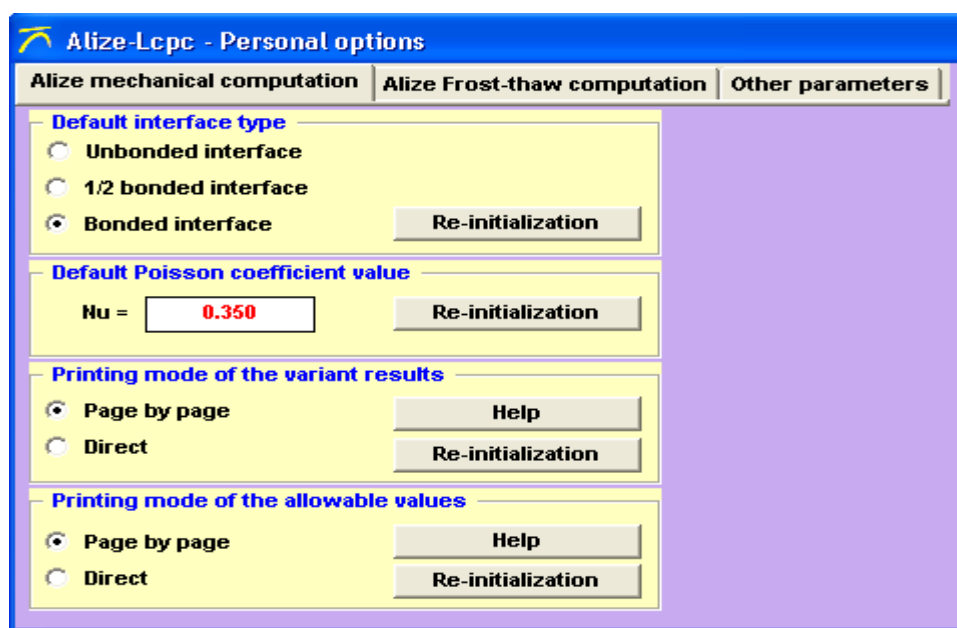 Alize-Lcpc - Personal options
Alize mechanical computation Alize Frost-thaw computation Other parameters
Default interface type
Unbonded interface
1/2 bonded interface
Bonded interface Re-initialization
Default Poisson coefficient value
Nu = 0.350 Re-initialization
Printing mode of the variant results
Page by page Help
Direct Re-initialization
Printing mode of the allowable values
Page by page Help
Direct Re-initialization